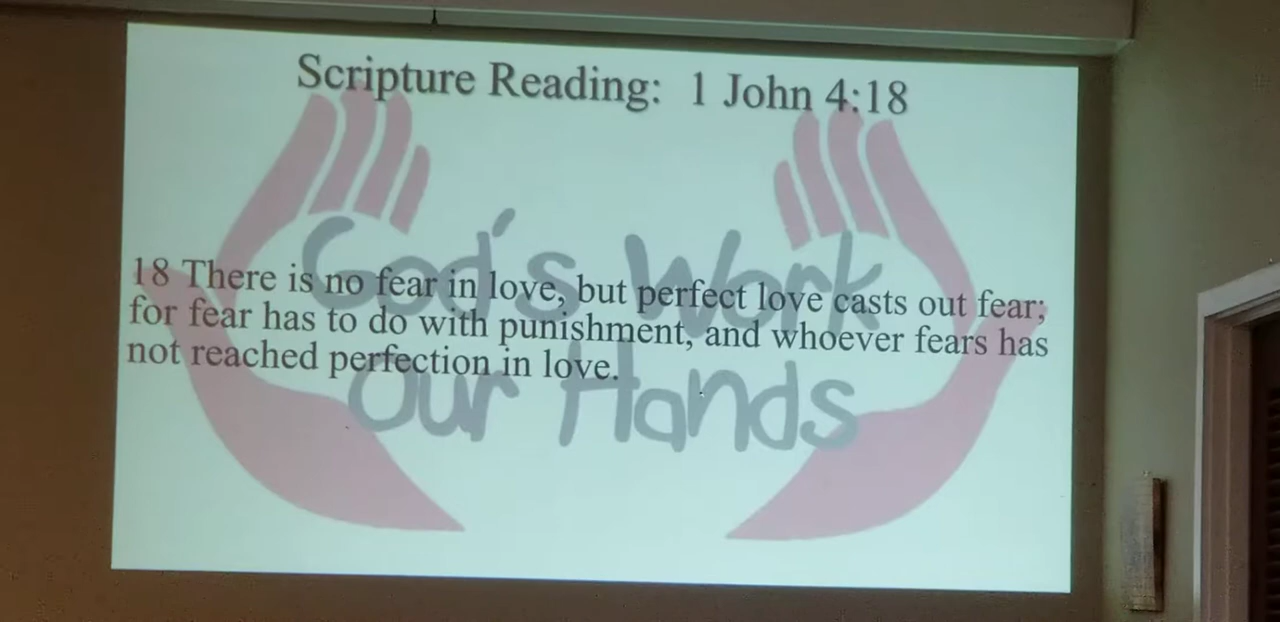 Scripture Reading: 1 John 4:18
God's Work
18 There is no fear in love, but perfect love casts out fear;
for fear has to do with punishment, and whoever fears has
not reached perfection in love.
Our Hands